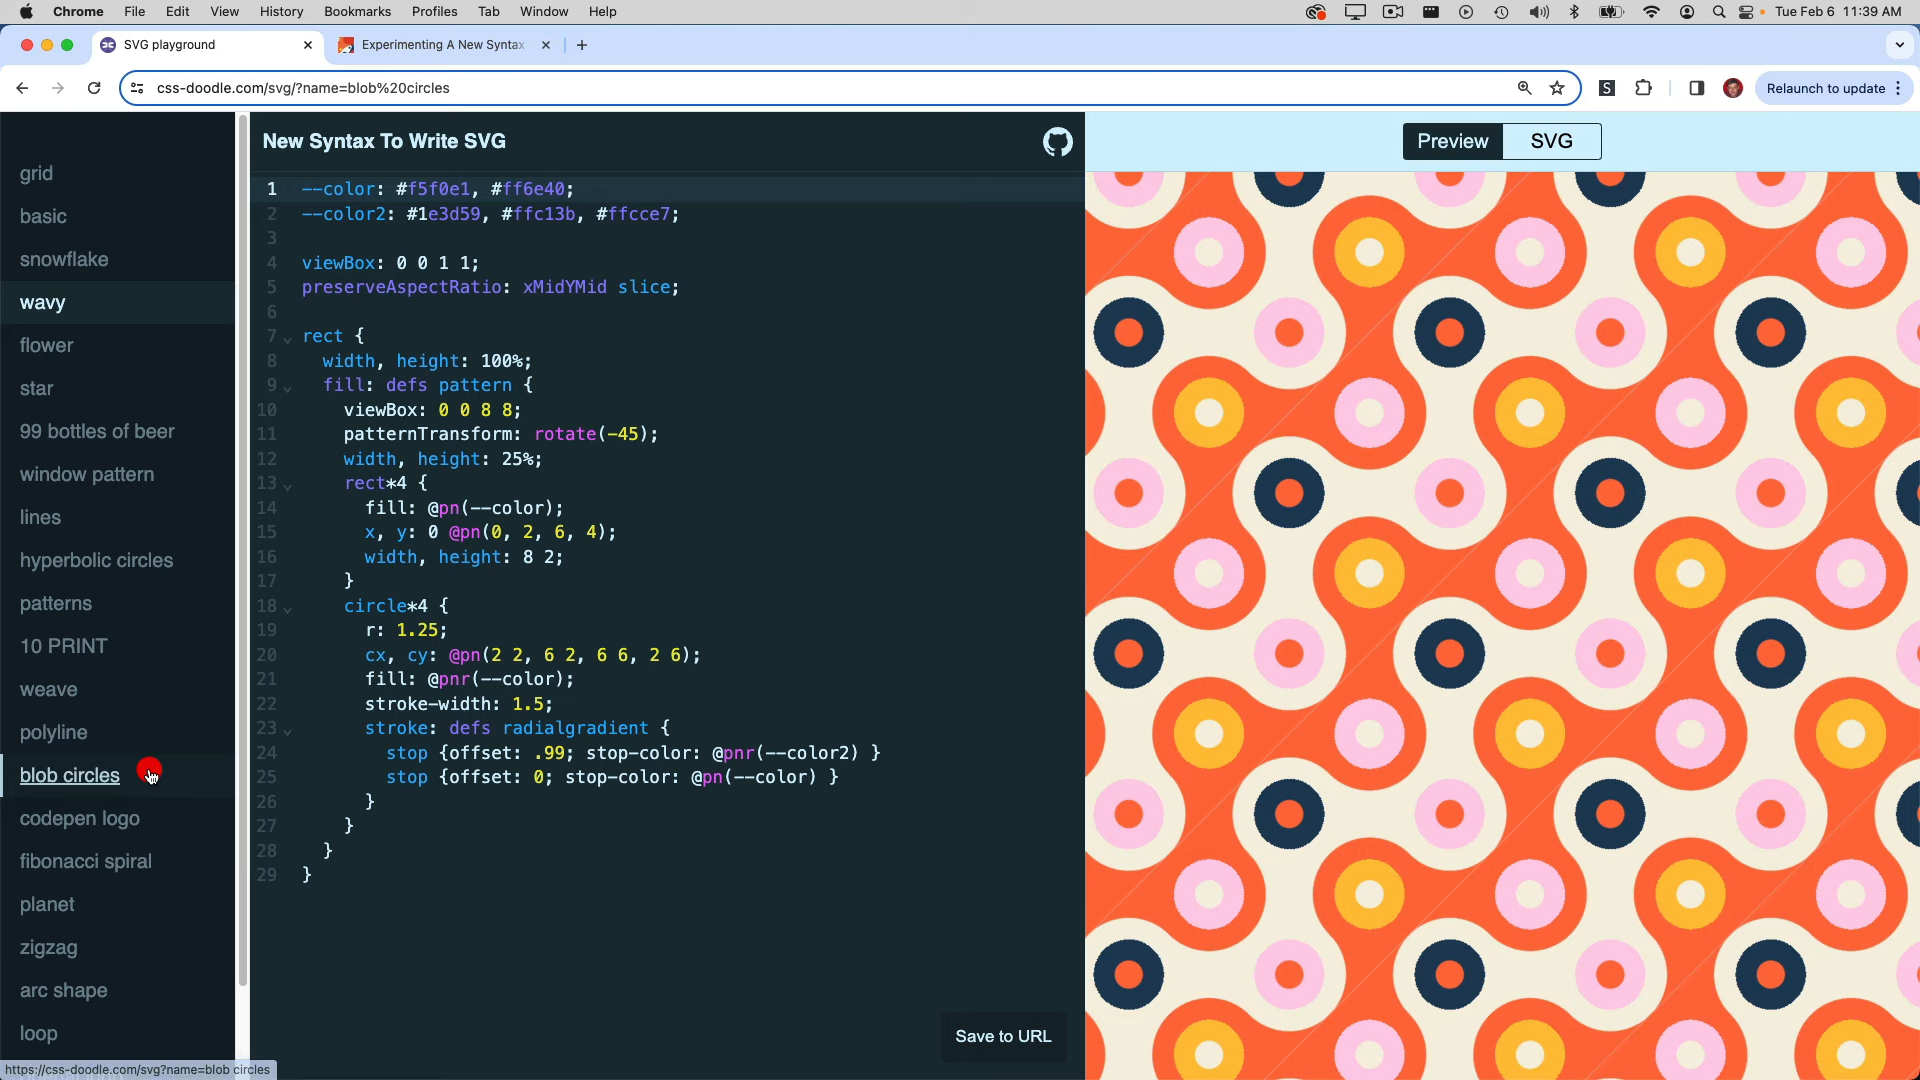 Chrome File Edit View History Bookmarks Profiles Tab Window Help Tue Feb 6 11:39 AM
SVG playground Experimenting A New Syntax
css-doodle.com/svg/?name=blob%20circles S Relaunch to update
grid
basic
snowflake
wavy
flower
star
99 bottles of beer
window pattern
lines
hyperbolic circles
patterns
10 PRINT
weave
polyline
blob circles
codepen logo
fibonacci spiral
planet
zigzag
arc shape
loop
https://css-doodle.com/svg?name=blob circles
New Syntax To Write SVG
1 --color: #f5f0e1, #ff6e40;
2 --color2: #1e3d59, #ffc13b, #ffcce7;
3
4 viewBox: 0 0 1 1;
5 preserveAspectRatio: xMidYMid slice;
6
7 rect {
8 width, height: 100%;
9 fill: defs pattern {
10 viewBox: 0 0 8 8;
11 patternTransform: rotate(-45);
12 width, height: 25%;
13 rect*4 {
14 fill: @pn(--color);
15 x, y: 0 @pn(0, 2, 6, 4);
16 width, height: 8 2;
17 }
18 circle*4 {
19 r: 1.25;
20 cx, cy: @pn(2 2, 6 2, 6 6, 2 6);
21 fill: @pnr(--color);
22 stroke-width: 1.5;
23 stroke: defs radialgradient {
24 stop {offset: .99; stop-color: @pnr(--color2) }
25 stop {offset: 0; stop-color: @pn(--color) }
26 }
27 }
28 }
29 }
Save to URL
Preview SVG